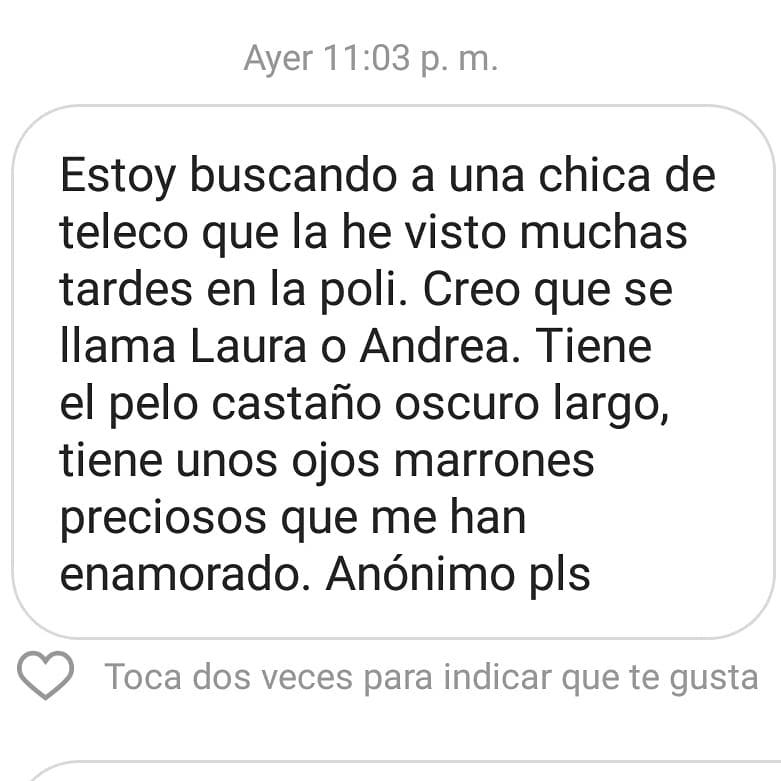 Ayer 11:03 p. m.
Estoy buscando a una chica de
teleco que la he visto muchas
tardes en la poli. Creo que se
llama Laura o Andrea. Tiene
el pelo castaño oscuro largo,
tiene unos ojos marrones
preciosos que me han
enamorado. Anónimo pls
Toca dos veces para indicar que te gusta